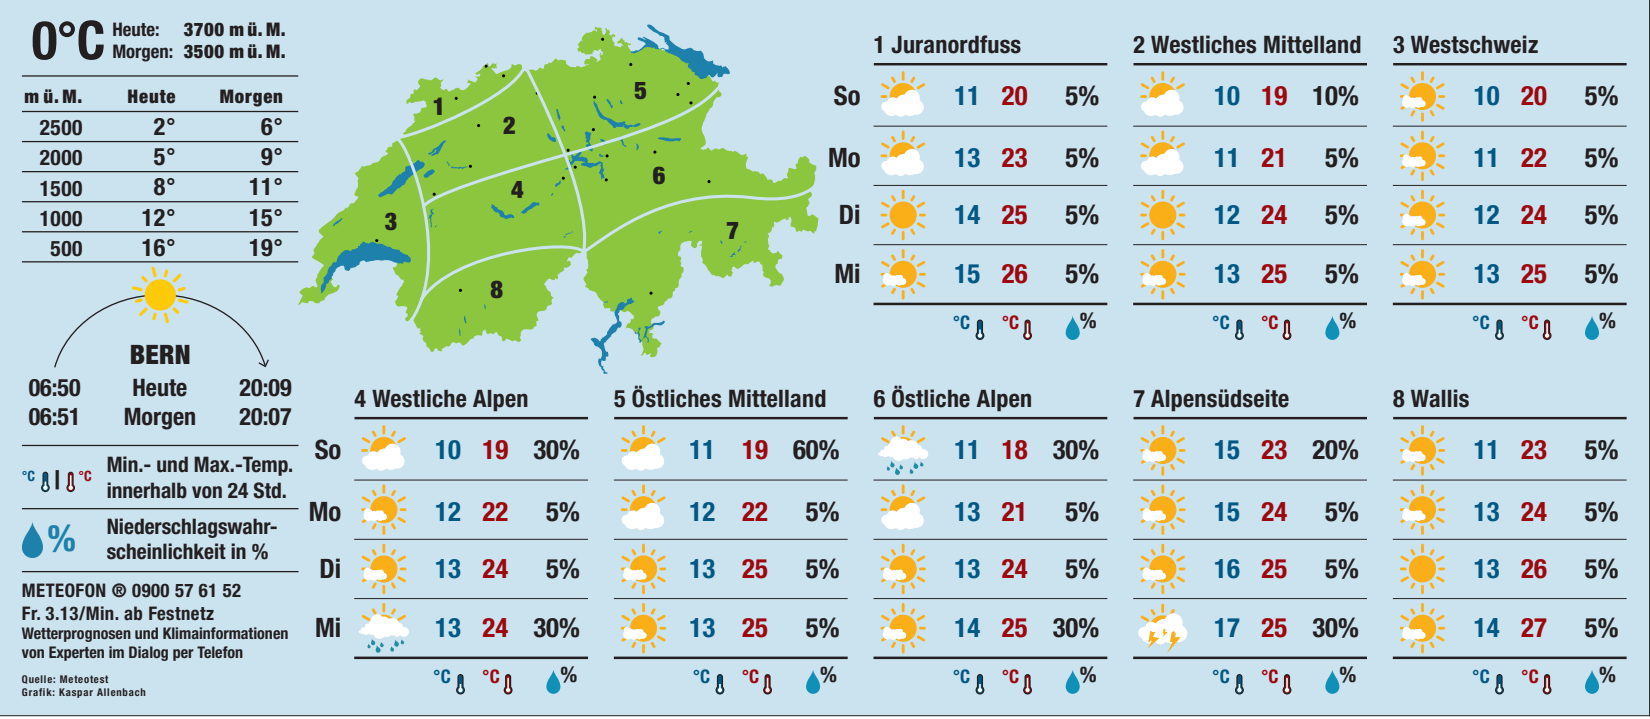 0°C
Heute: 3700 m ü. M.
Morgen: 3500 m ü. M.
m ü. M. Heute Morgen
2500 2° 6°
2000 5° 9°
1500 8° 11°
1000 12° 15°
500 16° 19°
BERN
06:50 Heute 20:09
06:51 Morgen 20:07
°C | °C
Min.- und Max.-Temp.
innerhalb von 24 Std.
%
Niederschlagswahr-
scheinlichkeit in %
METEOFON ® 0900 57 61 52
Fr. 3.13/Min. ab Festnetz
Wetterprognosen und Klimainformationen
von Experten im Dialog per Telefon
Quelle: Meteotest
Grafik: Kaspar Allenbach
1
2
3
4
5
6
7
8
1 Juranordfuss
So 11 20 5%
Mo 13 23 5%
Di 14 25 5%
Mi 15 26 5%
°C °C %
2 Westliches Mittelland
10 19 10%
11 21 5%
12 24 5%
13 25 5%
°C °C %
3 Westschweiz
10 20 5%
11 22 5%
12 24 5%
13 25 5%
°C °C %
4 Westliche Alpen
So 10 19 30%
Mo 12 22 5%
Di 13 24 5%
Mi 13 24 30%
°C °C %
5 Östliches Mittelland
11 19 60%
12 22 5%
13 25 5%
13 25 5%
°C °C %
6 Östliche Alpen
11 18 30%
13 21 5%
13 24 5%
14 25 30%
°C °C %
7 Alpensüdseite
15 23 20%
15 24 5%
16 25 5%
17 25 30%
°C °C %
8 Wallis
11 23 5%
13 24 5%
13 26 5%
14 27 5%
°C °C %